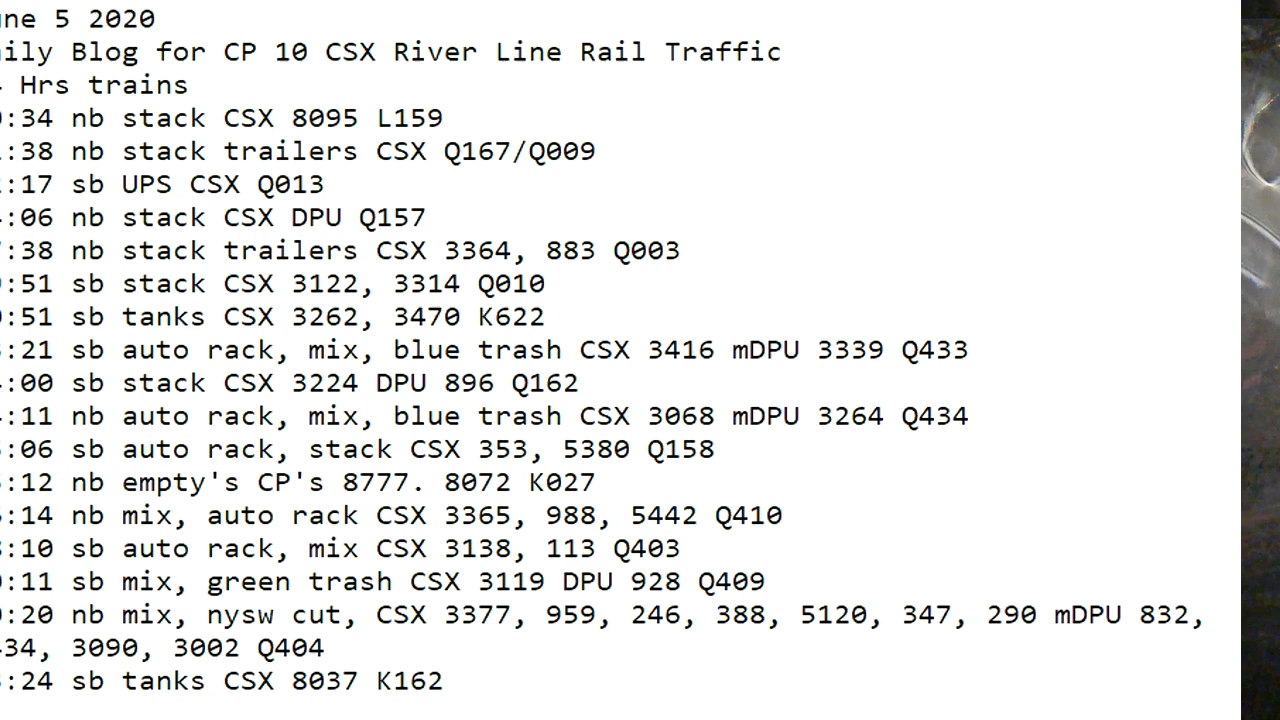 une 5 2020
ily Blog for CP 10 CSX River Line Rail Traffic
Hrs trains
:34 nb stack CSX 8095 L159
:38 nb stack trailers CSX Q167/Q009
:17 sb UPS CSX Q013
:06 nb stack CSX DPU Q157
:38 nb stack trailers CSX 3364, 883 Q003
:51 sb stack CSX 3122, 3314 Q010
:51 sb tanks CSX 3262, 3470 K622
:21 sb auto rack, mix, blue trash CSX 3416 mDPU 3339 Q433
:00 sb stack CSX 3224 DPU 896 Q162
:11 nb auto rack, mix, blue trash CSX 3068 mDPU 3264 Q434
:06 sb auto rack, stack CSX 353, 5380 Q158
:12 nb empty's CP's 8777. 8072 K027
:14 nb mix, auto rack CSX 3365, 988, 5442 Q410
:10 sb auto rack, mix CSX 3138, 113 Q403
:11 sb mix, green trash CSX 3119 DPU 928 Q409
:20 nb mix, nysw cut, CSX 3377, 959, 246, 388, 5120, 347, 290 mDPU 832,
34, 3090, 3002 Q404
:24 sb tanks CSX 8037 K162